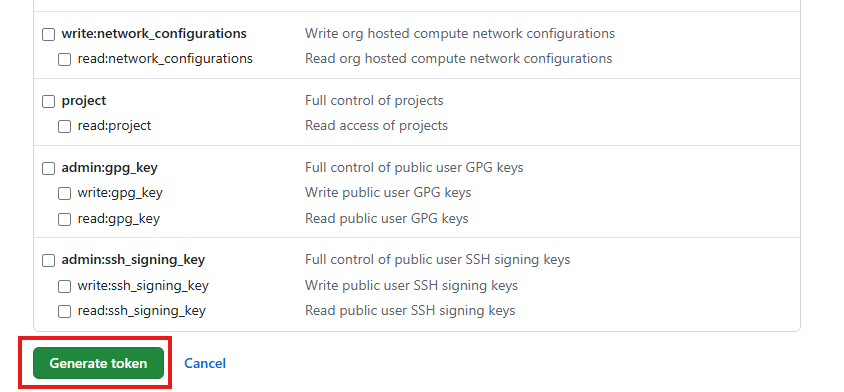 write:network_configurations Write org hosted compute network configurations
read:network_configurations Read org hosted compute network configurations
project Full control of projects
read:project Read access of projects
admin:gpg_key Full control of public user GPG keys
write:gpg_key Write public user GPG keys
read:gpg_key Read public user GPG keys
admin:ssh_signing_key Full control of public user SSH signing keys
write:ssh_signing_key Write public user SSH signing keys
read:ssh_signing_key Read public user SSH signing keys
Generate token Cancel